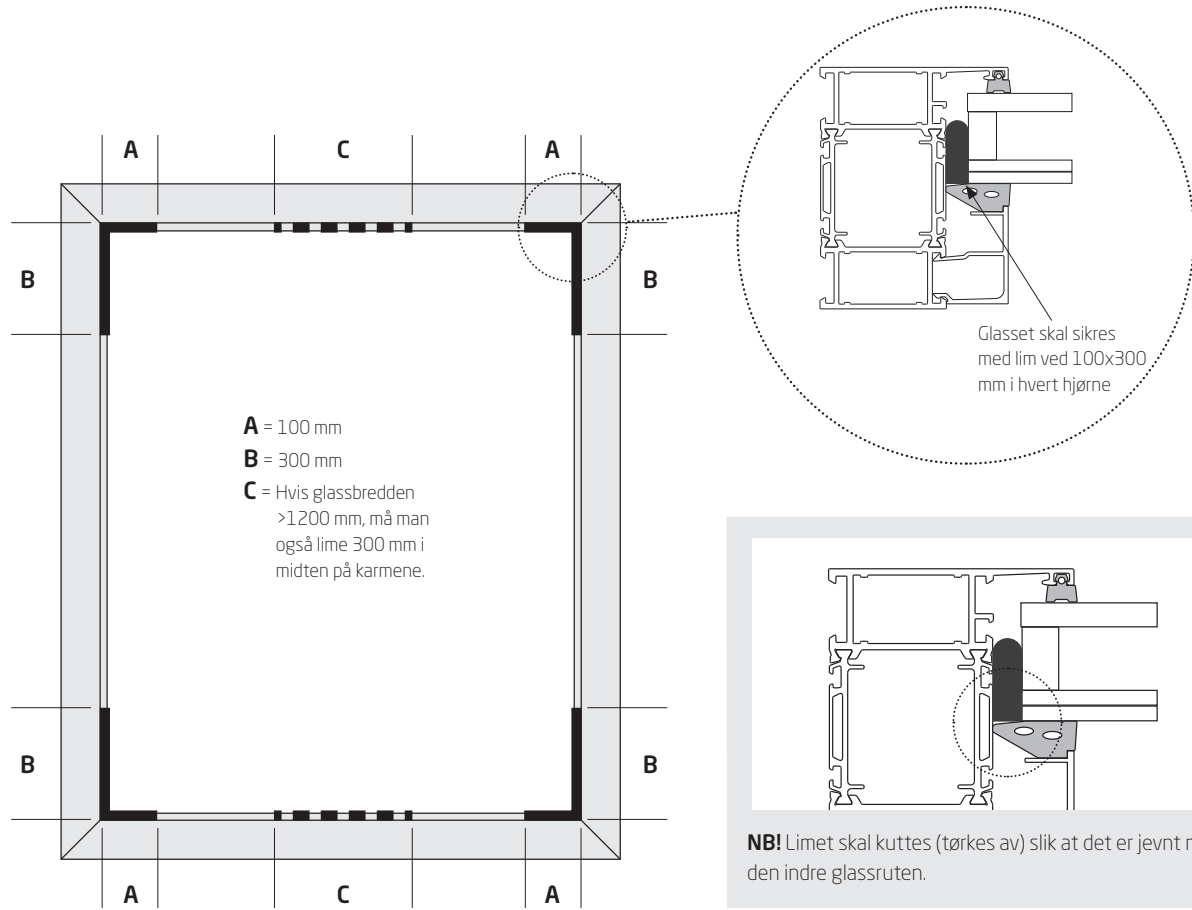 A C A
B B
Glasset skal sikres
med lim ved 100x300
mm i hvert hjørne
A = 100 mm
B = 300 mm
C = Hvis glassbredden
>1200 mm, må man
også lime 300 mm i
midten på karmene.
B B
A C A
NB! Limet skal kuttes (tørkes av) slik at det er jevnt
den indre glassruten.